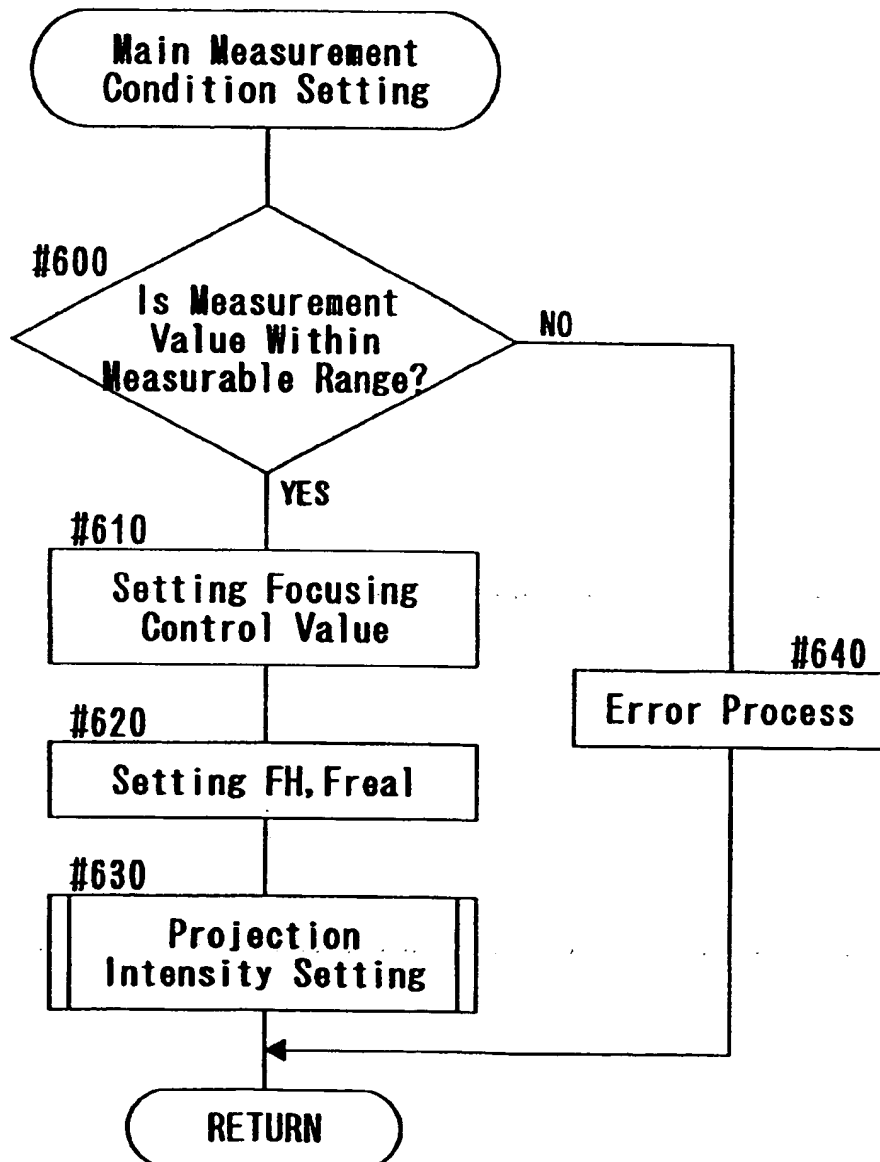 Main Measurement
Condition Setting
#600
Is Measurement
Value Within
Measurable Range?
NO
YES
#610
Setting Focusing
Control Value
#640
Error Process
#620
Setting FH, Freal
#630
Projection
Intensity Setting
RETURN